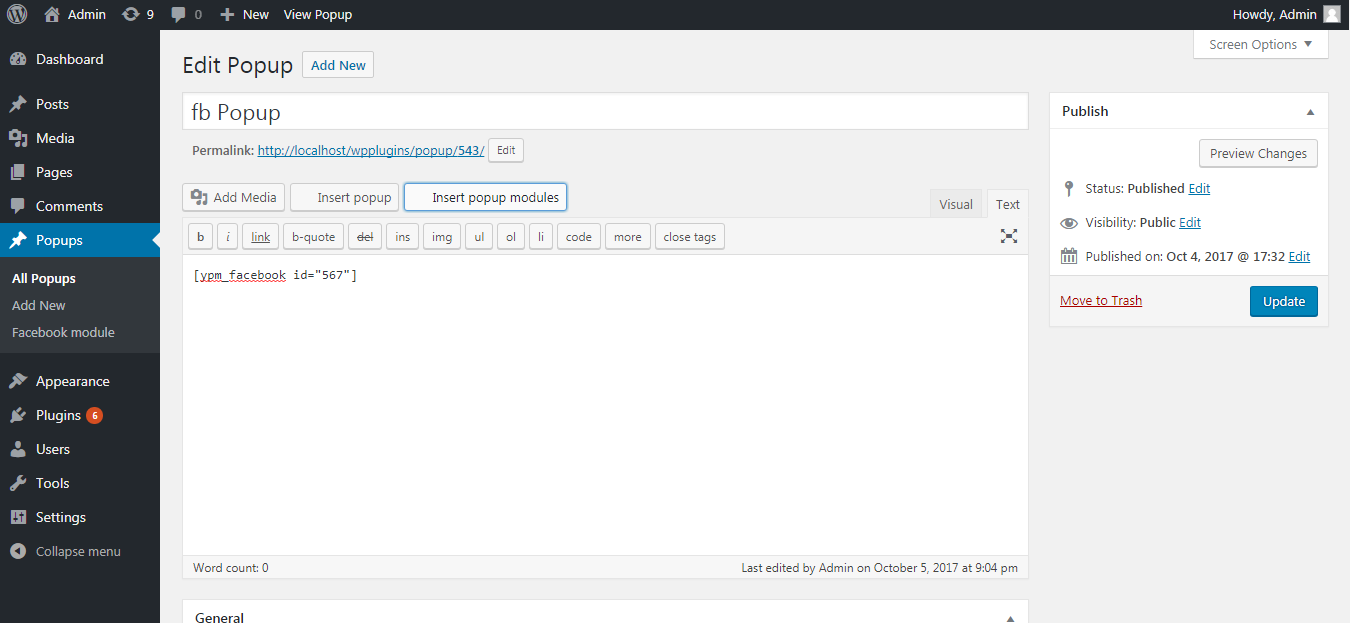 Admin 9 0 New View Popup Howdy, Admin
Screen Options
Dashboard
Posts
Media
Pages
Comments
Popups
All Popups
Add New
Facebook module
Appearance
Plugins 6
Users
Tools
Settings
Collapse menu
Edit Popup Add New
fb Popup
Permalink: http://localhost/wpplugins/popup/543/ Edit
Add Media Insert popup Insert popup modules Visual Text
b i link b-quote del ins img ul ol li code more close tags
[ypm_facebook id="567"]
Word count: 0 Last edited by Admin on October 5, 2017 at 9:04 pm
General
Publish
Preview Changes
Status: Published Edit
Visibility: Public Edit
Published on: Oct 4, 2017 @ 17:32 Edit
Move to Trash Update